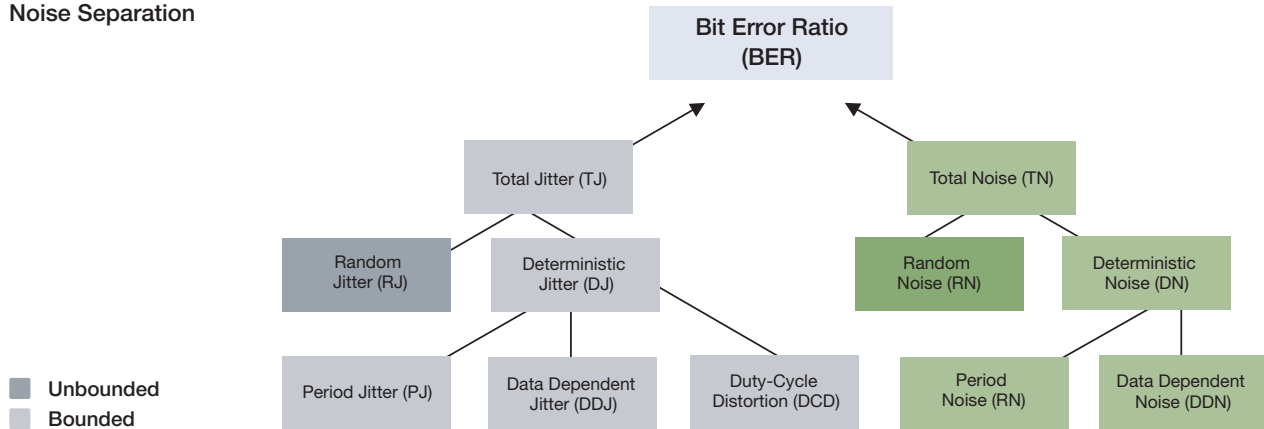 Noise Separation
Bit Error Ratio
(BER)
Total Jitter (TJ)
Total Noise (TN)
Random
Jitter (RJ)
Deterministic
Jitter (DJ)
Random
Noise (RN)
Deterministic
Noise (DN)
Period Jitter (PJ)
Data Dependent
Jitter (DDJ)
Duty-Cycle
Distortion (DCD)
Period
Noise (RN)
Data Dependent
Noise (DDN)
Unbounded
Bounded